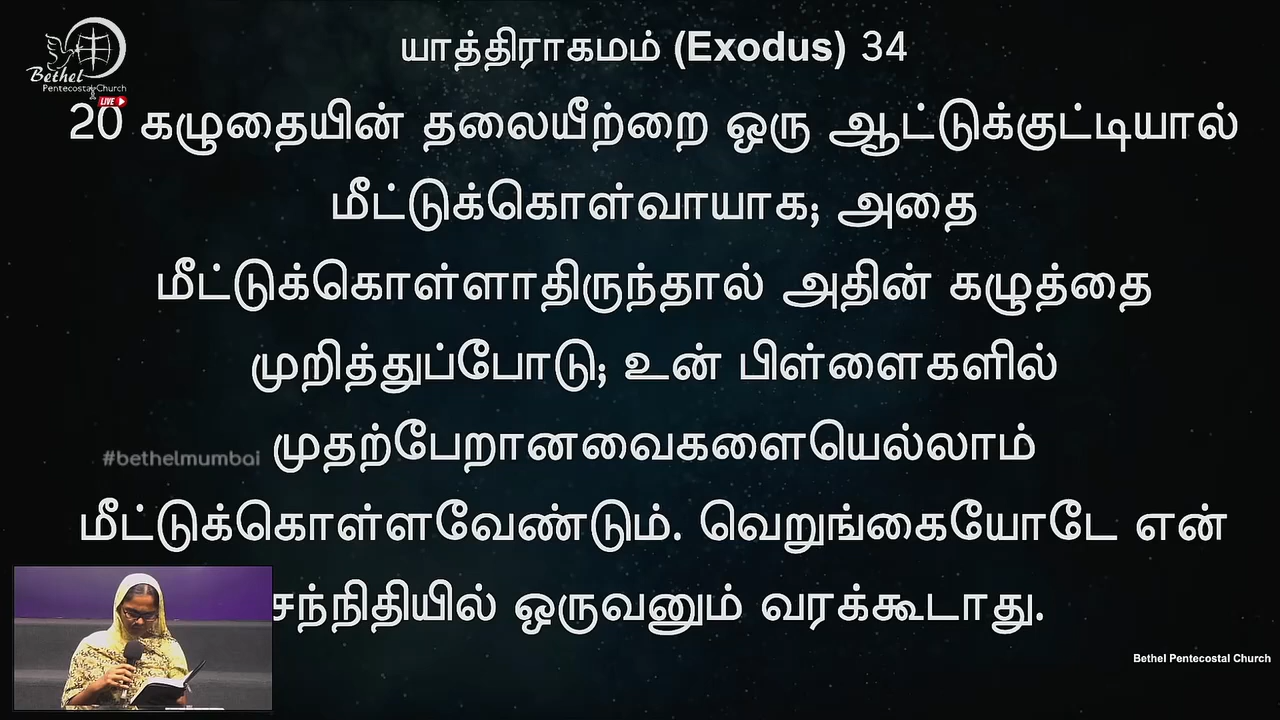 Bethel
Pentecostal Church
LIVE
யாத்திராகமம் (Exodus) 34
20 கழுதையின் தலையீற்றை ஒரு ஆட்டுக்குட்டியால்
மீட்டுக்கொள்வாயாக; அதை
மீட்டுக்கொள்ளாதிருந்தால் அதின் கழுத்தை
முறித்துப்போடு; உன் பிள்ளைகளில்
#bethelmumbai
முதற்பேறானவைகளையெல்லாம்
மீட்டுக்கொள்ளவேண்டும். வெறுங்கையோடே என்
சந்நிதியில் ஒருவனும் வரக்கூடாது.
Bethel Pentecostal Church